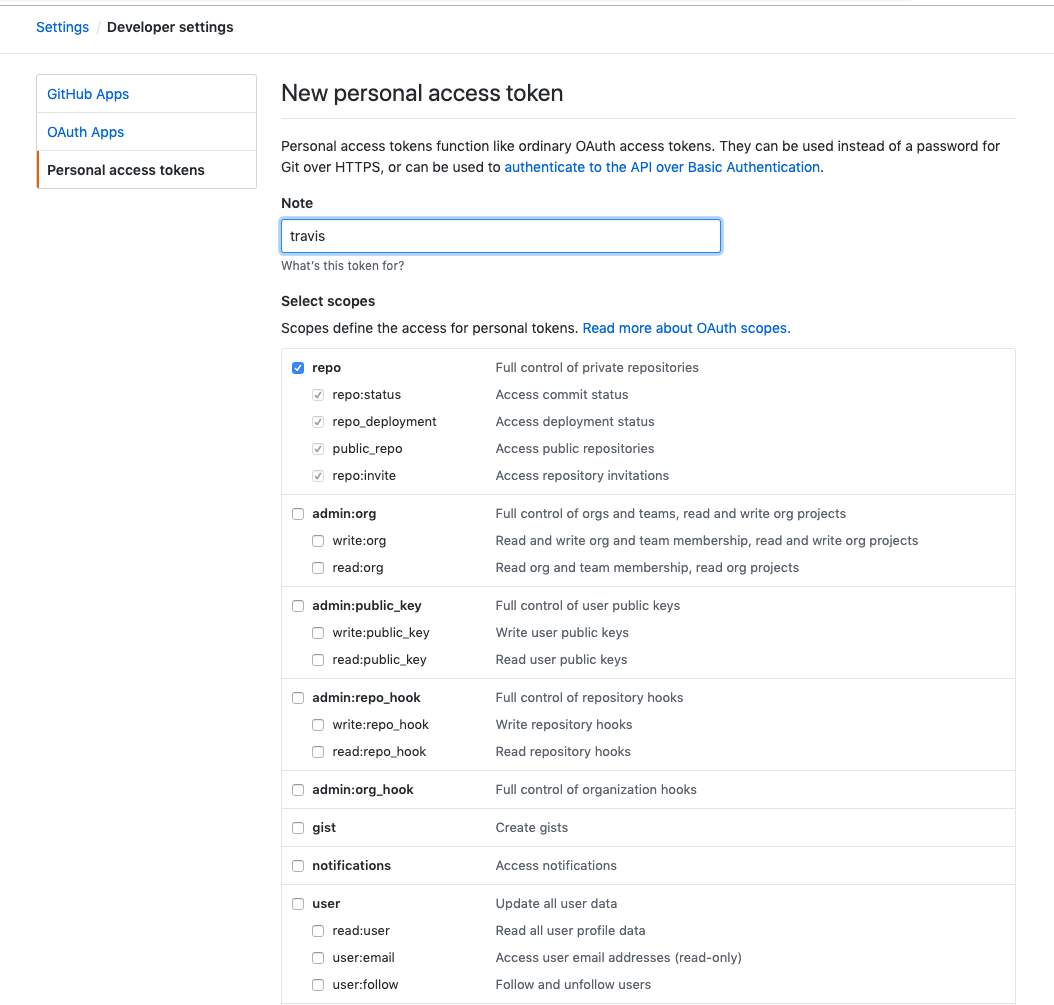 Settings / Developer settings
GitHub Apps
OAuth Apps
Personal access tokens
New personal access token
Personal access tokens function like ordinary OAuth access tokens. They can be used instead of a password for
Git over HTTPS, or can be used to authenticate to the API over Basic Authentication.
Note
travis
What's this token for?
Select scopes
Scopes define the access for personal tokens. Read more about OAuth scopes.
repo Full control of private repositories
repo:status Access commit status
repo_deployment Access deployment status
public_repo Access public repositories
repo:invite Access repository invitations
admin:org Full control of orgs and teams, read and write org projects
write:org Read and write org and team membership, read and write org projects
read:org Read org and team membership, read org projects
admin:public_key Full control of user public keys
write:public_key Write user public keys
read:public_key Read user public keys
admin:repo_hook Full control of repository hooks
write:repo_hook Write repository hooks
read:repo_hook Read repository hooks
admin:org_hook Full control of organization hooks
gist Create gists
notifications Access notifications
user Update all user data
read:user Read all user profile data
user:email Access user email addresses (read-only)
user:follow Follow and unfollow users